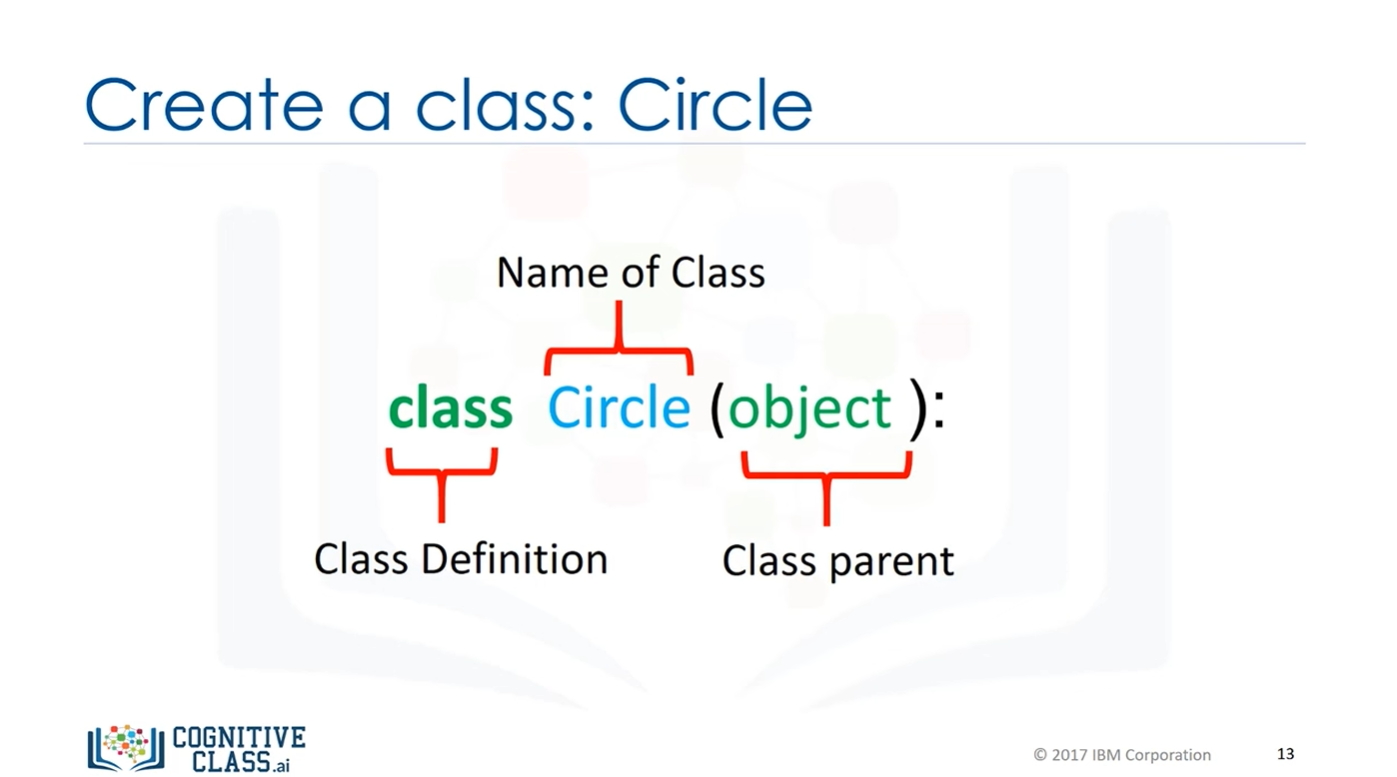 Create a class: Circle
Name of Class
class Circle (object ):
Class Definition
Class parent
COGNITIVE
CLASS.ai
© 2017 IBM Corporation
13